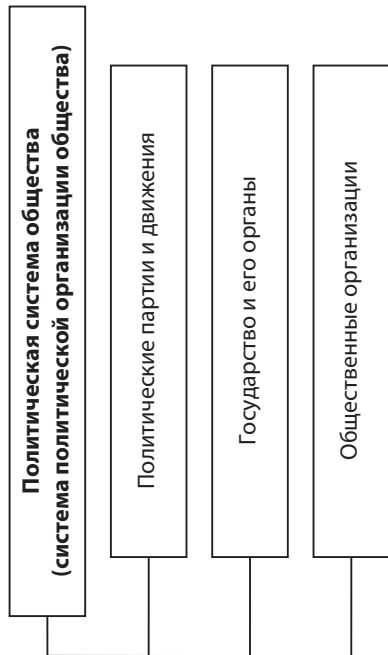 Политическая система общества
(система политической организации общества)
Политические партии и движения
Государство и его органы
Общественные организации